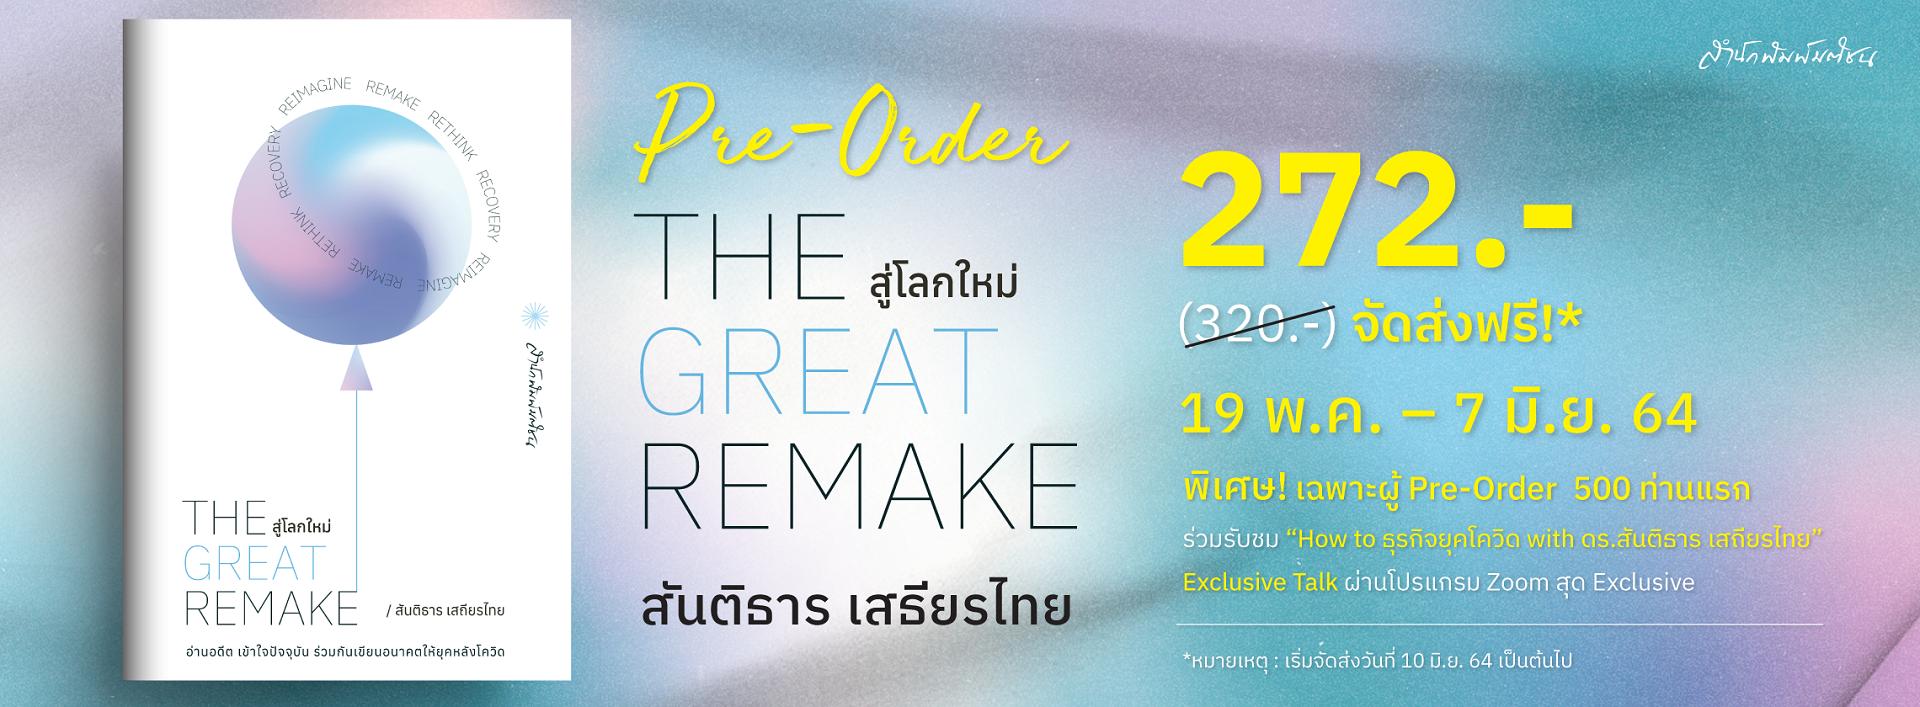 REIMAGINE REMAKE RETHINK RECOVERY REIMAGINE REMAKE RETHINK RECOVERY
สำนักพิมพ์มติชน
THE สู่โลกใหม่
GREAT
REMAKE
/ สันติธาร เสถียรไทย
อ่านอดีต เข้าใจปัจจุบัน ร่วมกันเขียนอนาคตให้ยุคหลังโควิด
Pre-Order
THE สู่โลกใหม่
GREAT
REMAKE
สันติธาร เสธียรไทย
สำนักพิมพ์มติชน
272.-
(320.-) จัดส่งฟรี!*
19 พ.ค. – 7 มิ.ย. 64
พิเศษ! เฉพาะผู้ Pre-Order 500 ท่านแรก
ร่วมรับชม “How to ธุรกิจยุคโควิด with ดร.สันติธาร เสถียรไทย”
Exclusive Talk ผ่านโปรแกรม Zoom สุด Exclusive
*หมายเหตุ : เริ่มจัดส่งวันที่ 10 มิ.ย. 64 เป็นต้นไป